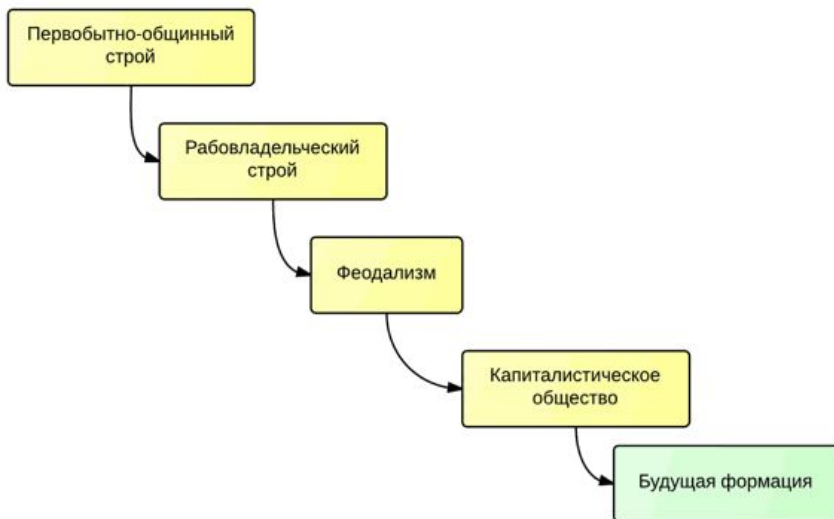 Первобытно-общинный
строй
Рабовладельческий
строй
Феодализм
Капиталистическое
общество
Будущая формация